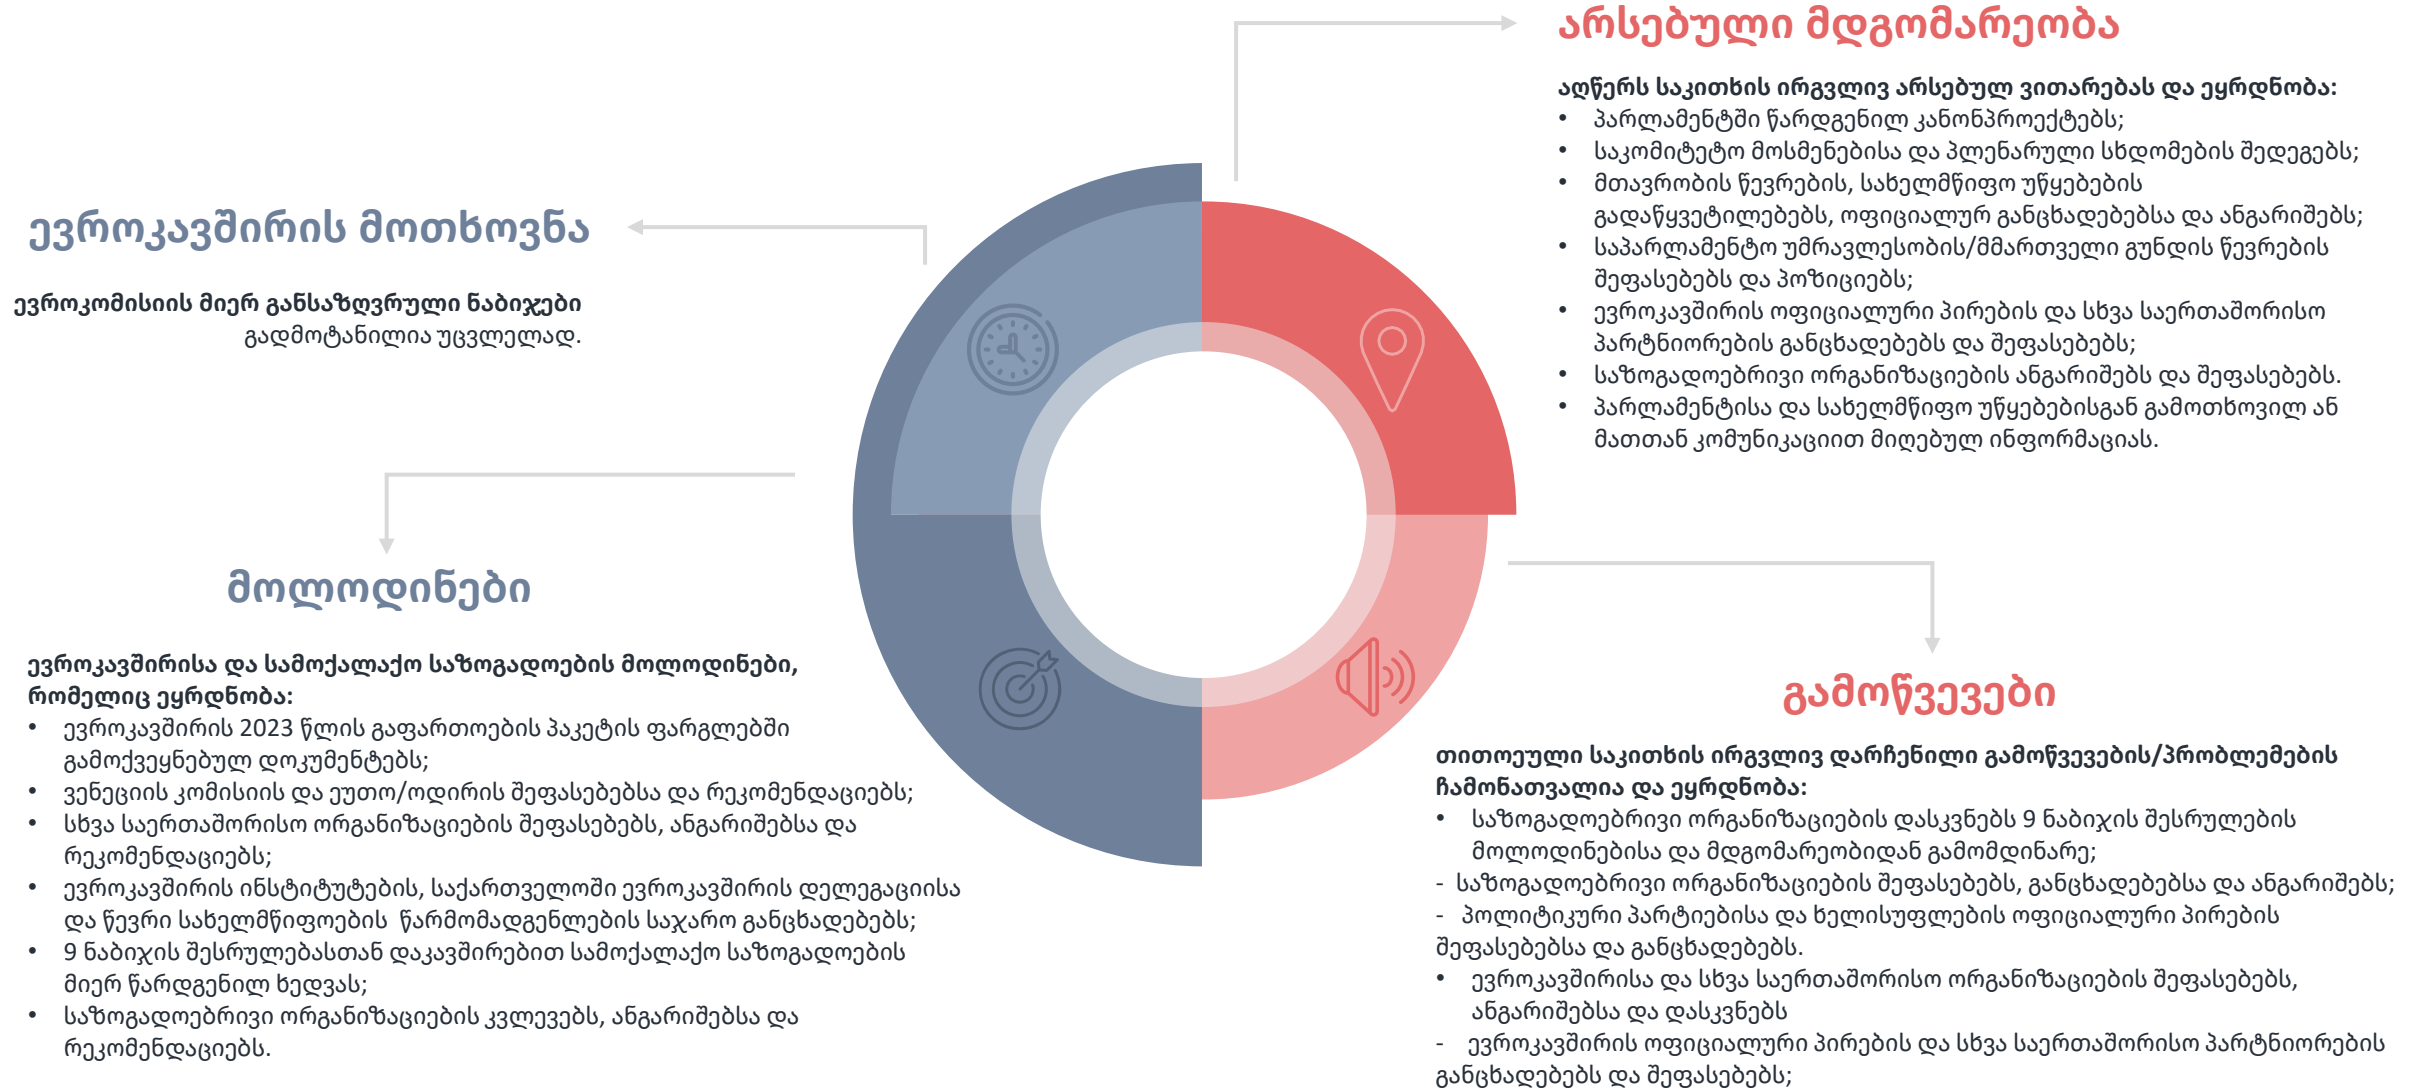 ევროკავშირის მოთხოვნა
ევროკომისიის მიერ განსაზღვრული ნაბიჯები
გადმოტანილია უცვლელად.
არსებული მდგომარეობა
აღწერს საკითხის ირგვლივ არსებულ ვითარებას და ეყრდნობა:
• პარლამენტში წარდგენილ კანონპროექტებს;
• საკომიტეტო მოსმენებისა და პლენარული სხდომების შედეგებს;
• მთავრობის წევრების, სახელმწიფო უწყებების
გადაწყვეტილებებს, ოფიციალურ განცხადებებსა და ანგარიშებს;
• საპარლამენტო უმრავლესობის/მმართველი გუნდის წევრების
შეფასებებს და პოზიციებს;
• ევროკავშირის ოფიციალური პირების და სხვა საერთაშორისო
პარტნიორების განცხადებებს და შეფასებებს;
• საზოგადოებრივი ორგანიზაციების ანგარიშებს და შეფასებებს.
• პარლამენტისა და სახელმწიფო უწყებებისგან გამოთხოვილ ან
მათთან კომუნიკაციით მიღებულ ინფორმაციას.
მოლოდინები
ევროკავშირისა და სამოქალაქო საზოგადოების მოლოდინები,
რომელიც ეყრდნობა:
• ევროკავშირის 2023 წლის გაფართოების პაკეტის ფარგლებში
გამოქვეყნებულ დოკუმენტებს;
• ვენეციის კომისიის და ეუთო/ოდირის შეფასებებსა და რეკომენდაციებს;
• სხვა საერთაშორისო ორგანიზაციების შეფასებებს, ანგარიშებსა და
რეკომენდაციებს;
• ევროკავშირის ინსტიტუტების, საქართველოში ევროკავშირის დელეგაციისა
და წევრი სახელმწიფოების წარმომადგენლების საჯარო განცხადებებს;
• 9 ნაბიჯის შესრულებასთან დაკავშირებით სამოქალაქო საზოგადოების
მიერ წარდგენილ ხედვას;
• საზოგადოებრივი ორგანიზაციების კვლევებს, ანგარიშებსა და
რეკომენდაციებს.
გამოწვევები
თითოეული საკითხის ირგვლივ დარჩენილი გამოწვევების/პრობლემების
ჩამონათვალია და ეყრდნობა:
• საზოგადოებრივი ორგანიზაციების დასკვნებს 9 ნაბიჯის შესრულების
მოლოდინებისა და მდგომარეობიდან გამომდინარე;
- საზოგადოებრივი ორგანიზაციების შეფასებებს, განცხადებებსა და ანგარიშებს;
- პოლიტიკური პარტიებისა და ხელისუფლების ოფიციალური პირების
შეფასებებსა და განცხადებებს.
• ევროკავშირისა და სხვა საერთაშორისო ორგანიზაციების შეფასებებს,
ანგარიშებსა და დასკვნებს
- ევროკავშირის ოფიციალური პირების და სხვა საერთაშორისო პარტნიორების
განცხადებებს და შეფასებებს;